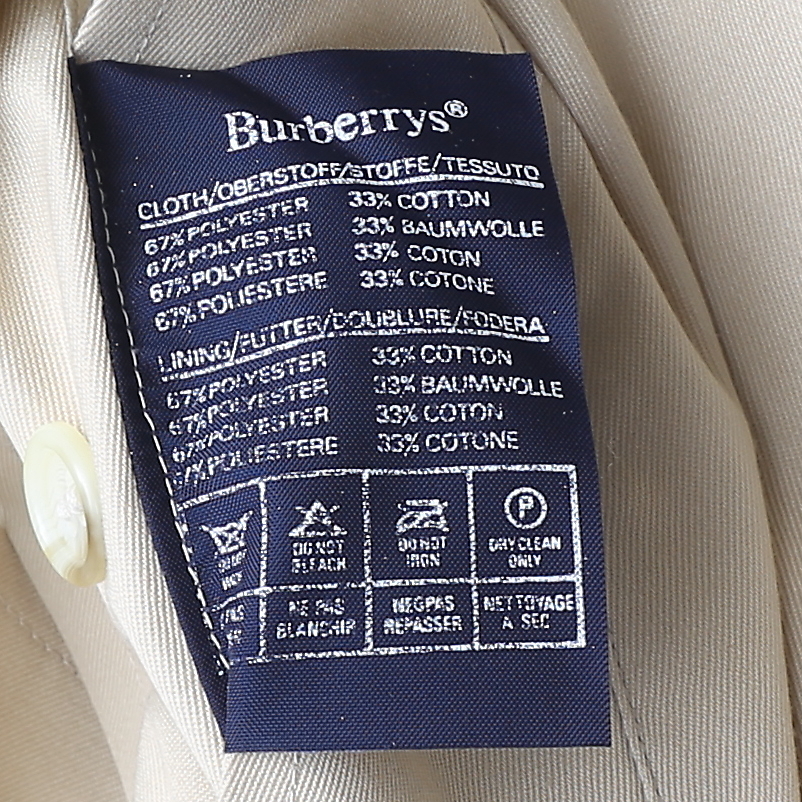 Burberrys®
CLOTH/OBERSTOFF/STOFFE/TESSUTO
67% POLYESTER 33% COTTON
67% POLYESTER 33% BAUMWOLLE
67% POLYESTER 33% COTON
67% POLIESTERE 33% COTONE
LINING/FUTTER/DOUBLURE/FODERA
67% POLYESTER 33% COTTON
67% POLYESTER 33% BAUMWOLLE
67% POLYESTER 33% COTON
% POLIESTERE 33% COTONE
DO NOT BLEACH
DO NOT IRON
P
DRY CLEAN ONLY
NE PAS BLANCHIR
NE PAS REPASSER
NETTOYAGE A SEC